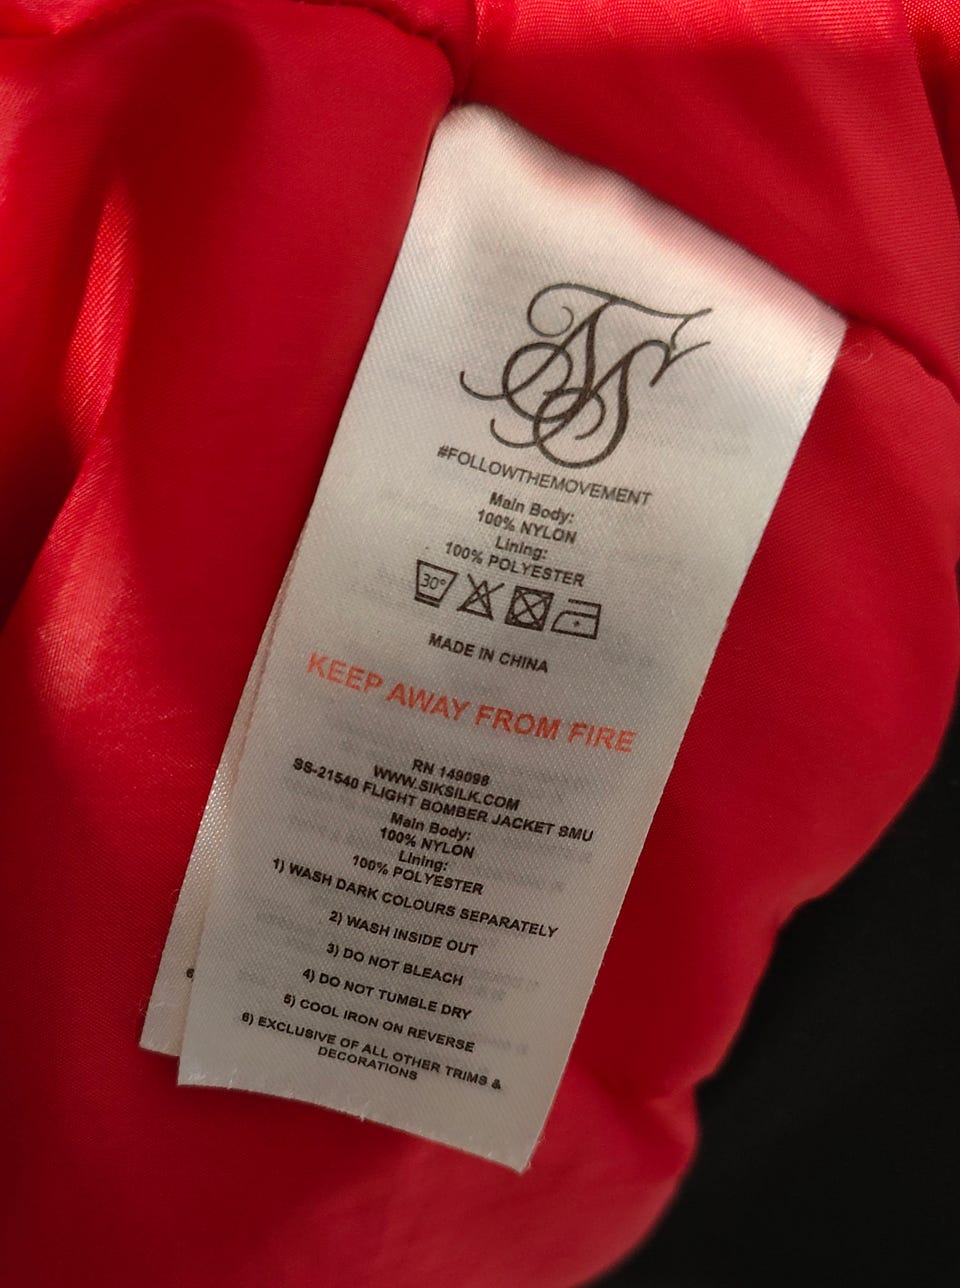 #FOLLOWTHEMOVEMENT
Main Body:
100% NYLON
Lining:
100% POLYESTER
30°
MADE IN CHINA
KEEP AWAY FROM FIRE
RN 149098
WWW.SIKSILK.COM
SS-21540 FLIGHT BOMBER JACKET SMU
Main Body:
100% NYLON
Lining:
100% POLYESTER
1) WASH DARK COLOURS SEPARATELY
2) WASH INSIDE OUT
3) DO NOT BLEACH
4) DO NOT TUMBLE DRY
5) COOL IRON ON REVERSE
6) EXCLUSIVE OF ALL OTHER TRIMS &
DECORATIONS